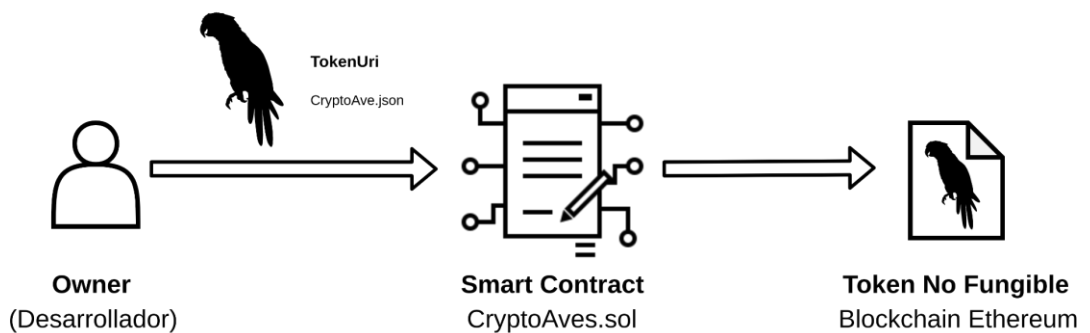 TokenUri
CryptoAve.json
Owner
(Desarrollador)
Smart Contract
CryptoAves.sol
Token No Fungible
Blockchain Ethereum